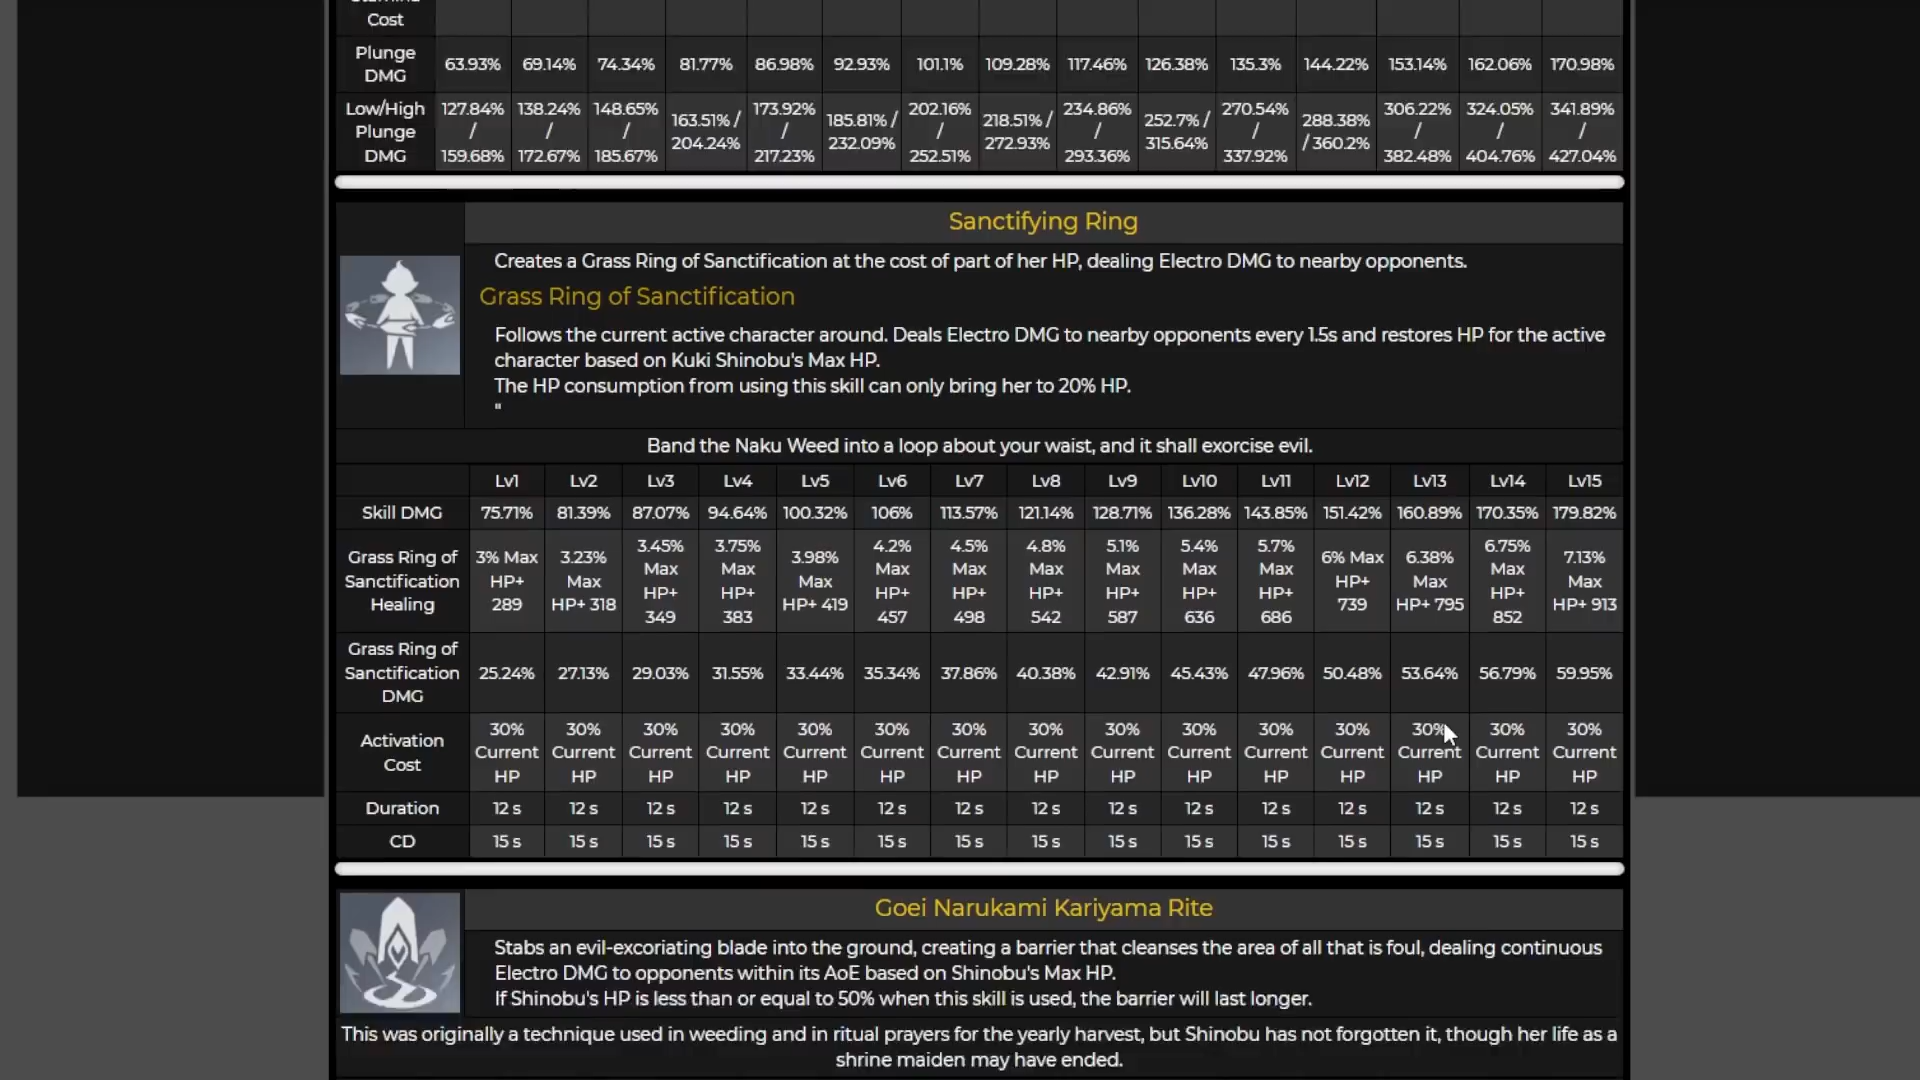 Cost
Plunge DMG 63.93% 69.14% 74.34% 81.77% 86.98% 92.93% 101.1% 109.28% 117.46% 126.38% 135.3% 144.22% 153.14% 162.06% 170.98%
Low/High Plunge DMG 127.84% / 159.68% 138.24% / 172.67% 148.65% / 185.67% 163.51% / 204.24% 173.92% / 217.23% 185.81% / 232.09% 202.16% / 252.51% 218.51% / 272.93% 234.86% / 293.36% 252.7% / 315.64% 270.54% / 337.92% 288.38% / 360.2% 306.22% / 382.48% 324.05% / 404.76% 341.89% / 427.04%
Sanctifying Ring
Creates a Grass Ring of Sanctification at the cost of part of her HP, dealing Electro DMG to nearby opponents.
Grass Ring of Sanctification
Follows the current active character around. Deals Electro DMG to nearby opponents every 1.5s and restores HP for the active
character based on Kuki Shinobu's Max HP.
The HP consumption from using this skill can only bring her to 20% HP.
"
Band the Naku Weed into a loop about your waist, and it shall exorcise evil.
Lv1 Lv2 Lv3 Lv4 Lv5 Lv6 Lv7 Lv8 Lv9 Lv10 Lv11 Lv12 Lv13 Lv14 Lv15
Skill DMG 75.71% 81.39% 87.07% 94.64% 100.32% 106% 113.57% 121.14% 128.71% 136.28% 143.85% 151.42% 160.89% 170.35% 179.82%
Grass Ring of Sanctification Healing 3% Max HP+ 289 3.23% Max HP+ 318 3.45% Max HP+ 349 3.75% Max HP+ 383 3.98% Max HP+ 419 4.2% Max HP+ 457 4.5% Max HP+ 498 4.8% Max HP+ 542 5.1% Max HP+ 587 5.4% Max HP+ 636 5.7% Max HP+ 686 6% Max HP+ 739 6.38% Max HP+ 795 6.75% Max HP+ 852 7.13% Max HP+ 913
Grass Ring of Sanctification DMG 25.24% 27.13% 29.03% 31.55% 33.44% 35.34% 37.86% 40.38% 42.91% 45.43% 47.96% 50.48% 53.64% 56.79% 59.95%
Activation Cost 30% Current HP 30% Current HP 30% Current HP 30% Current HP 30% Current HP 30% Current HP 30% Current HP 30% Current HP 30% Current HP 30% Current HP 30% Current HP 30% Current HP 30% Current HP 30% Current HP 30% Current HP
Duration 12 s 12 s 12 s 12 s 12 s 12 s 12 s 12 s 12 s 12 s 12 s 12 s 12 s 12 s 12 s
CD 15 s 15 s 15 s 15 s 15 s 15 s 15 s 15 s 15 s 15 s 15 s 15 s 15 s 15 s 15 s
Goei Narukami Kariyama Rite
Stabs an evil-excoriating blade into the ground, creating a barrier that cleanses the area of all that is foul, dealing continuous
Electro DMG to opponents within its AoE based on Shinobu's Max HP.
If Shinobu's HP is less than or equal to 50% when this skill is used, the barrier will last longer.
This was originally a technique used in weeding and in ritual prayers for the yearly harvest, but Shinobu has not forgotten it, though her life as a
shrine maiden may have ended.